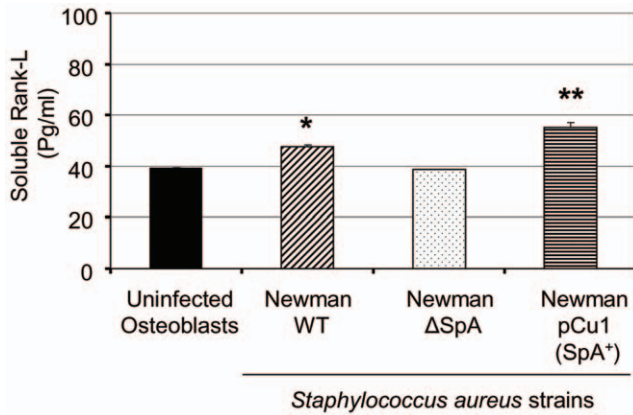 Soluble Rank-L
(Pg/ml)
100
80
60
40
20
0
*
**
Uninfected
Osteoblasts
Newman
WT
Newman
ΔSpA
Newman
pCu1
(SpA⁺)
Staphylococcus aureus strains